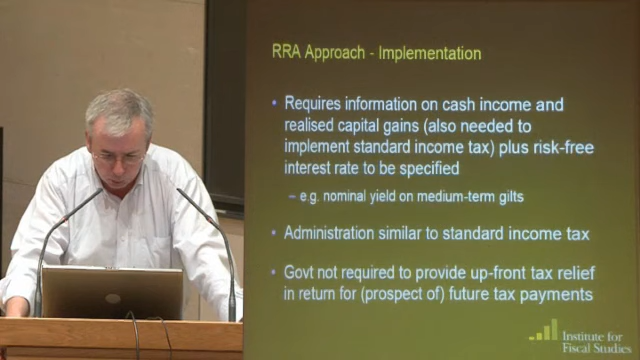 RRA Approach - Implementation
• Requires information on cash income and
realised capital gains (also needed to
implement standard income tax) plus risk-free
interest rate to be specified
– e.g. nominal yield on medium-term gilts
• Administration similar to standard income tax
• Govt not required to provide up-front tax relief
in return for (prospect of) future tax payments
Institute for
Fiscal Studies